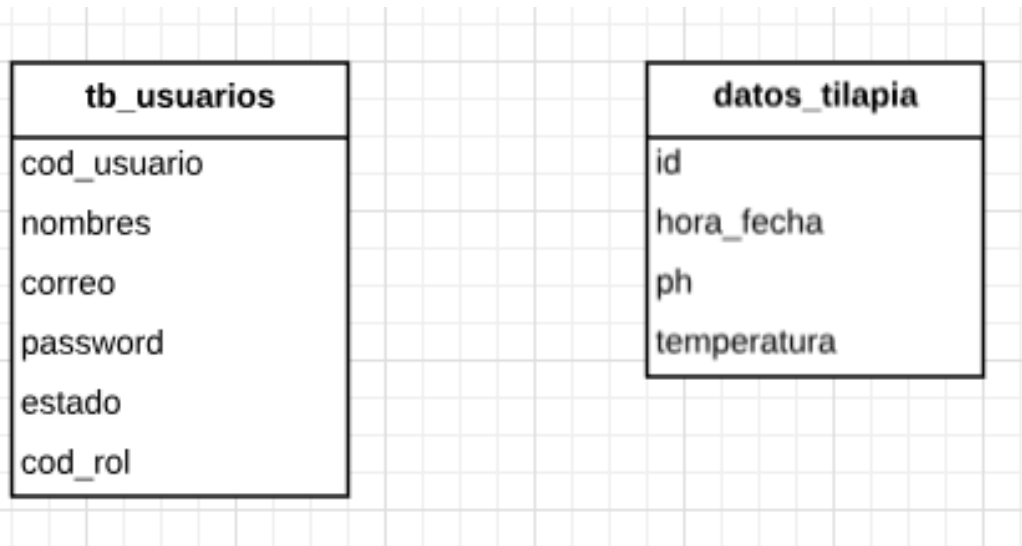 tb_usuarios
cod_usuario
nombres
correo
password
estado
cod_rol
datos_tilapia
id
hora_fecha
ph
temperatura